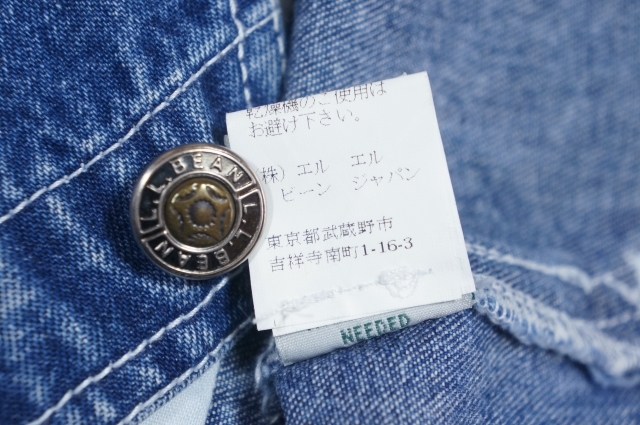 乾燥機のご使用は
お避け下さい。
(株) エル エル
ビーン ジャパン
東京都武蔵野市
吉祥寺南町1-16-3
NEEDED
L.L.BEAN
L.L.BEAN